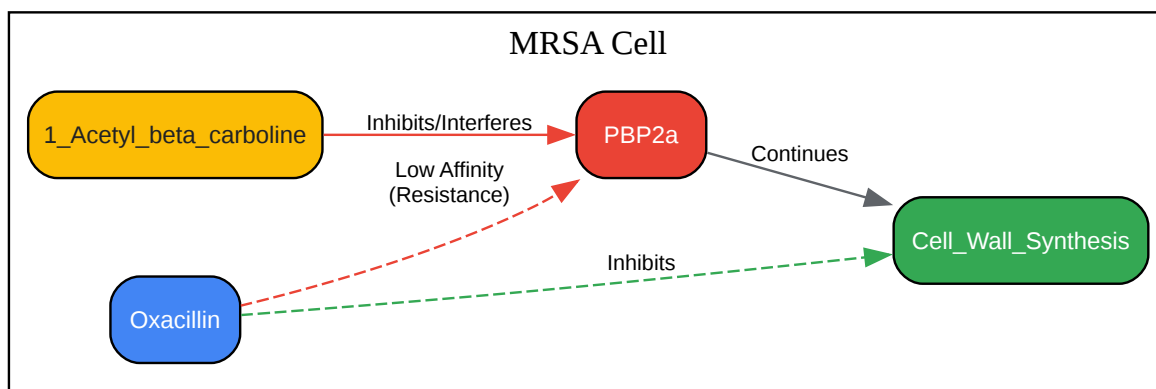 MRSA Cell
1_Acetyl_beta_carboline
Inhibits/Interferes
PBP2a
Low Affinity
(Resistance)
Continues
Cell_Wall_Synthesis
Inhibits
Oxacillin